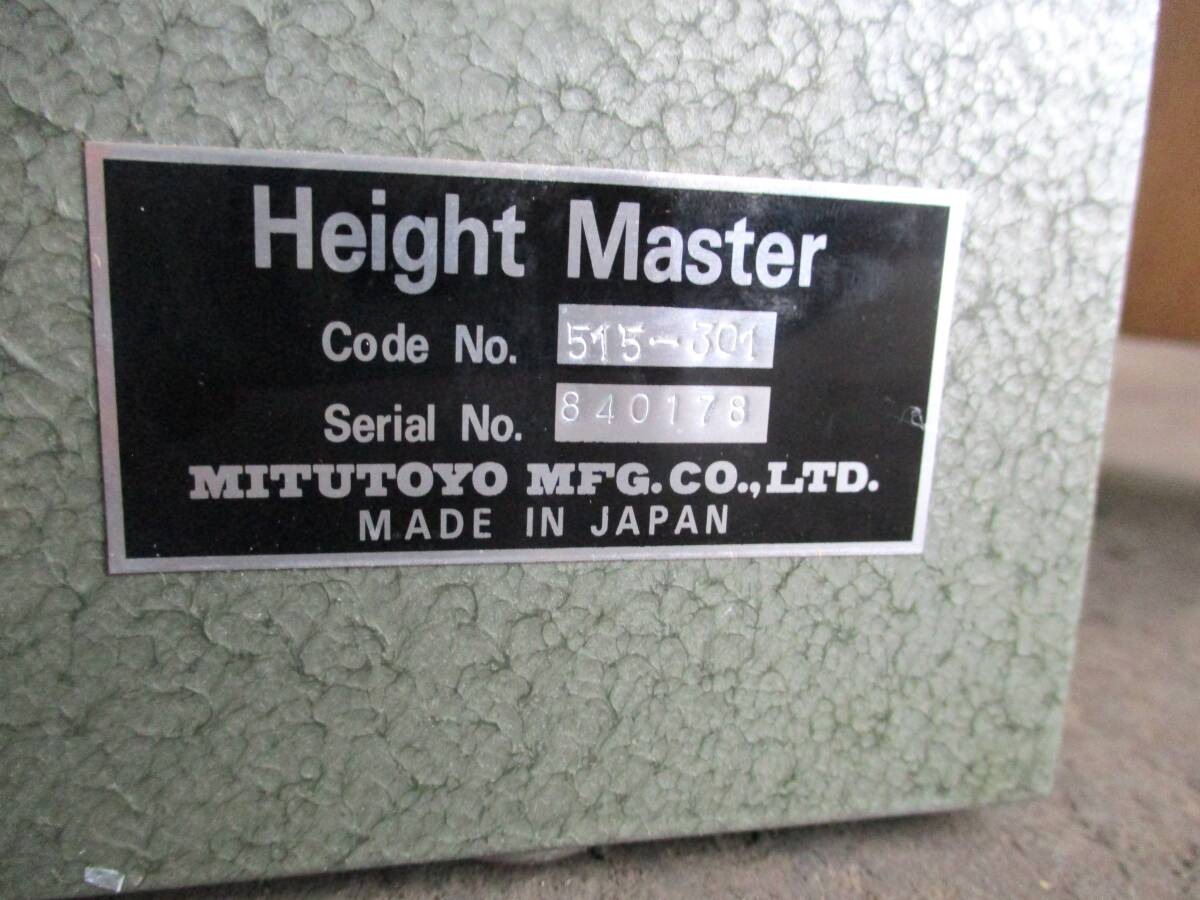 Height Master
Code No. 515-301
Serial No. 840178
MITUTOYO MFG.CO.,LTD.
MADE IN JAPAN